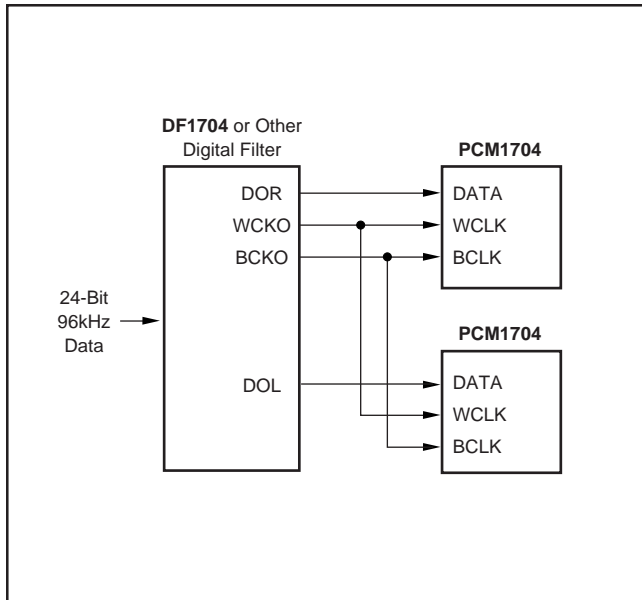 DF1704 or Other
Digital Filter
PCM1704
DOR
DATA
WCKO
WCLK
BCKO
BCLK
24-Bit
96kHz
Data
PCM1704
DOL
DATA
WCLK
BCLK